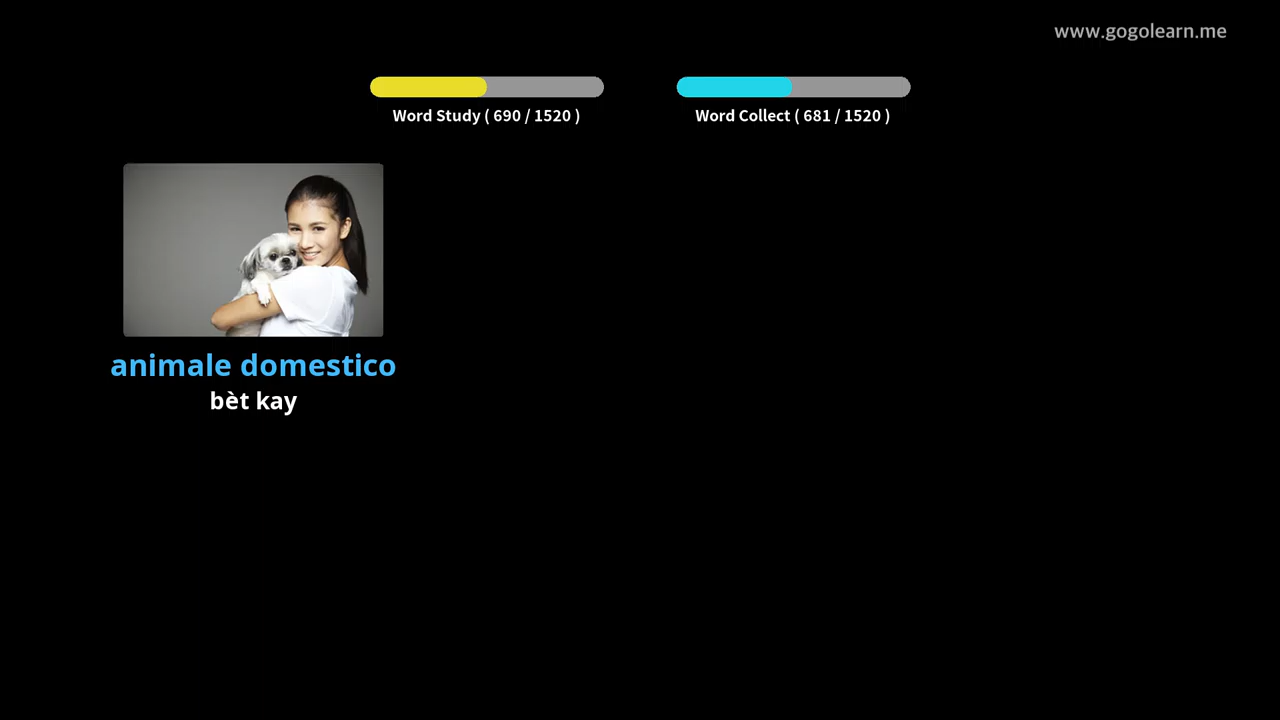 www.gogolearn.me
Word Study ( 690 / 1520 )
Word Collect ( 681 / 1520 )
animale domestico
bèt kay